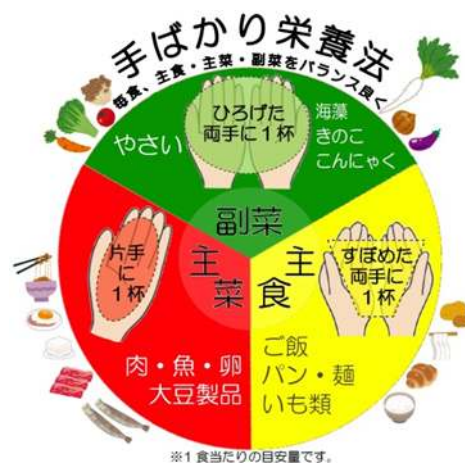 手ばかり栄養法
毎食、主食・主菜・副菜をバランス良く
やさい
ひろげた
両手に1杯
海藻
きのこ
こんにゃく
副菜
片手
に
1杯
主
菜
肉・魚・卵
大豆製品
主
食
すぼめた
両手に
1杯
ご飯
パン・麺
いも類
※1食当たりの目安量です。